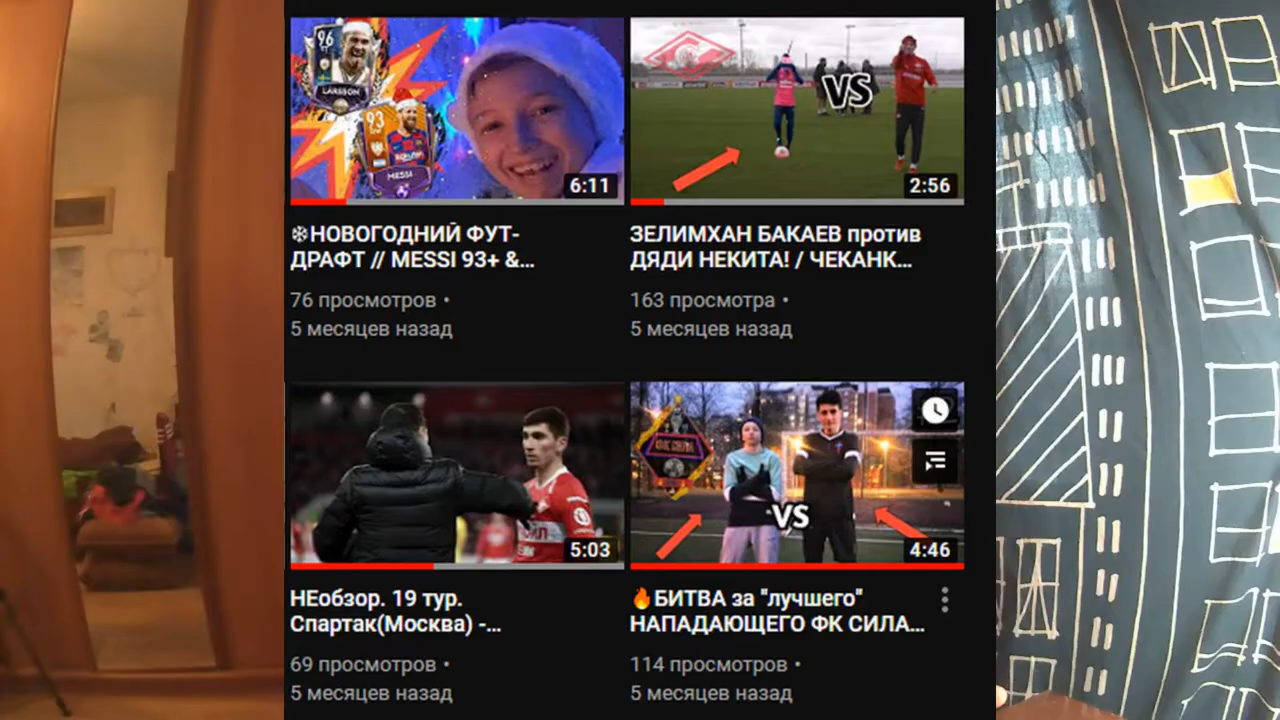 96
LARSSON
93
MESSI
6:11
VS
2:56
❄НОВОГОДНИЙ ФУТ-
ДРАФТ // MESSI 93+ &...
76 просмотров •
5 месяцев назад
ЗЕЛИМХАН БАКАЕВ против
ДЯДИ НЕКИТА! / ЧЕКАНК...
163 просмотра •
5 месяцев назад
5:03
VS
4:46
НЕобзор. 19 тур.
Спартак(Москва) -...
69 просмотров •
5 месяцев назад
🔥БИТВА за "лучшего"
НАПАДАЮЩЕГО ФК СИЛА...
114 просмотров •
5 месяцев назад